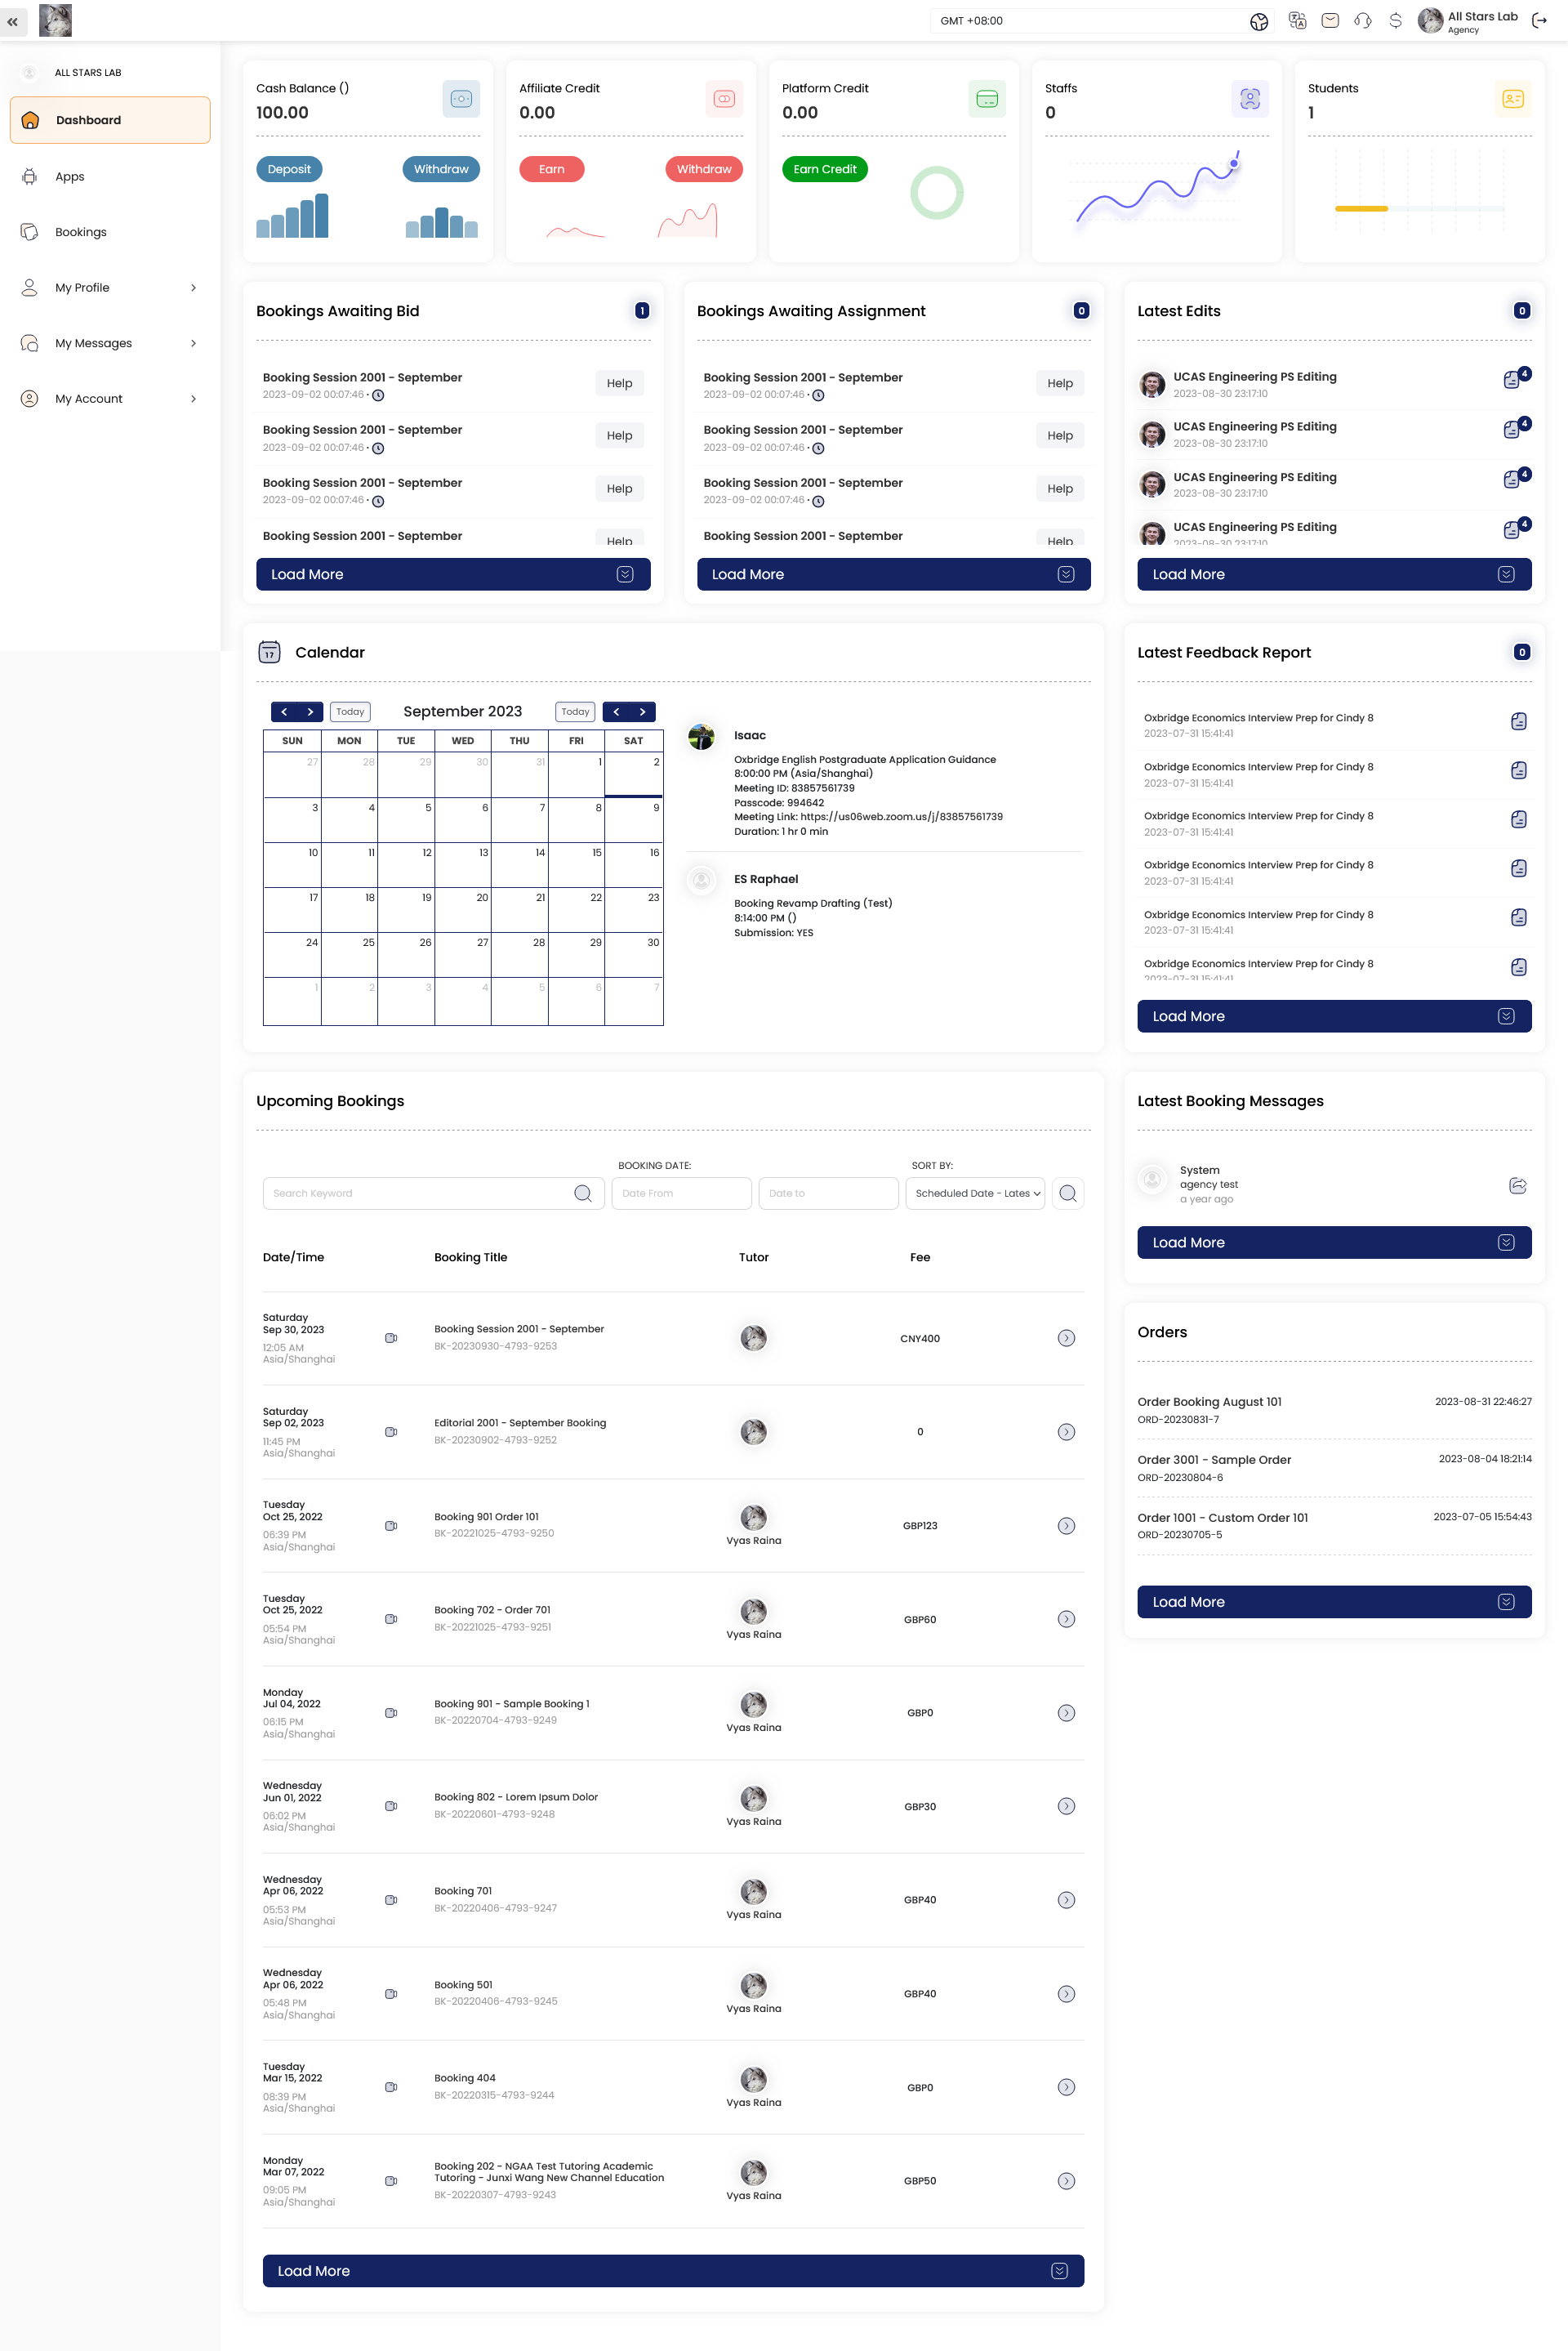 GMT +08:00
All Stars Lab
Agency
ALL STARS LAB
Dashboard
Apps
Bookings
My Profile
My Messages
My Account
Cash Balance ()
100.00
Deposit
Withdraw
Affiliate Credit
0.00
Earn
Withdraw
Platform Credit
0.00
Earn Credit
Staffs
0
Students
1
Bookings Awaiting Bid
1
Booking Session 2001 - September
2023-09-02 00:07:46 •
Help
Booking Session 2001 - September
2023-09-02 00:07:46 •
Help
Booking Session 2001 - September
2023-09-02 00:07:46 •
Help
Booking Session 2001 - September
Help
Load More
Bookings Awaiting Assignment
0
Booking Session 2001 - September
2023-09-02 00:07:46 •
Help
Booking Session 2001 - September
2023-09-02 00:07:46 •
Help
Booking Session 2001 - September
2023-09-02 00:07:46 •
Help
Booking Session 2001 - September
Help
Load More
Latest Edits
0
UCAS Engineering PS Editing
4
2023-08-30 23:17:10
UCAS Engineering PS Editing
4
2023-08-30 23:17:10
UCAS Engineering PS Editing
4
2023-08-30 23:17:10
UCAS Engineering PS Editing
4
2023-08-30 23:17:10
Load More
17
Calendar
Today
September 2023
Today
SUN MON TUE WED THU FRI SAT
27 28 29 30 31 1 2
3 4 5 6 7 8 9
10 11 12 13 14 15 16
17 18 19 20 21 22 23
24 25 26 27 28 29 30
1 2 3 4 5 6 7
Isaac
Oxbridge English Postgraduate Application Guidance
8:00:00 PM (Asia/Shanghai)
Meeting ID: 83857561739
Passcode: 994642
Meeting Link: https://us06web.zoom.us/j/83857561739
Duration: 1 hr 0 min
ES Raphael
Booking Revamp Drafting (Test)
8:14:00 PM ()
Submission: YES
Latest Feedback Report
0
Oxbridge Economics Interview Prep for Cindy 8
2023-07-31 15:41:41
Oxbridge Economics Interview Prep for Cindy 8
2023-07-31 15:41:41
Oxbridge Economics Interview Prep for Cindy 8
2023-07-31 15:41:41
Oxbridge Economics Interview Prep for Cindy 8
2023-07-31 15:41:41
Oxbridge Economics Interview Prep for Cindy 8
2023-07-31 15:41:41
Oxbridge Economics Interview Prep for Cindy 8
2023-07-31 15:41:41
Load More
Upcoming Bookings
BOOKING DATE:
SORT BY:
Search Keyword
Date From
Date to
Scheduled Date - Lates
Date/Time Booking Title Tutor Fee
Saturday
Sep 30, 2023
12:05 AM
Asia/Shanghai
Booking Session 2001 - September
BK-20230930-4793-9253
CNY400
Saturday
Sep 02, 2023
11:45 PM
Asia/Shanghai
Editorial 2001 - September Booking
BK-20230902-4793-9252
0
Tuesday
Oct 25, 2022
06:39 PM
Asia/Shanghai
Booking 901 Order 101
BK-20221025-4793-9250
Vyas Raina
GBP123
Tuesday
Oct 25, 2022
05:54 PM
Asia/Shanghai
Booking 702 - Order 701
BK-20221025-4793-9251
Vyas Raina
GBP60
Monday
Jul 04, 2022
06:15 PM
Asia/Shanghai
Booking 901 - Sample Booking 1
BK-20220704-4793-9249
Vyas Raina
GBP0
Wednesday
Jun 01, 2022
06:02 PM
Asia/Shanghai
Booking 802 - Lorem Ipsum Dolor
BK-20220601-4793-9248
Vyas Raina
GBP30
Wednesday
Apr 06, 2022
05:53 PM
Asia/Shanghai
Booking 701
BK-20220406-4793-9247
Vyas Raina
GBP40
Wednesday
Apr 06, 2022
05:48 PM
Asia/Shanghai
Booking 501
BK-20220406-4793-9245
Vyas Raina
GBP40
Tuesday
Mar 15, 2022
08:39 PM
Asia/Shanghai
Booking 404
BK-20220315-4793-9244
Vyas Raina
GBP0
Monday
Mar 07, 2022
09:05 PM
Asia/Shanghai
Booking 202 - NGAA Test Tutoring Academic
Tutoring - Junxi Wang New Channel Education
BK-20220307-4793-9243
Vyas Raina
GBP50
Load More
Latest Booking Messages
System
agency test
a year ago
Load More
Orders
Order Booking August 101 2023-08-31 22:46:27
ORD-20230831-7
Order 3001 - Sample Order 2023-08-04 18:21:14
ORD-20230804-6
Order 1001 - Custom Order 101 2023-07-05 15:54:43
ORD-20230705-5
Load More